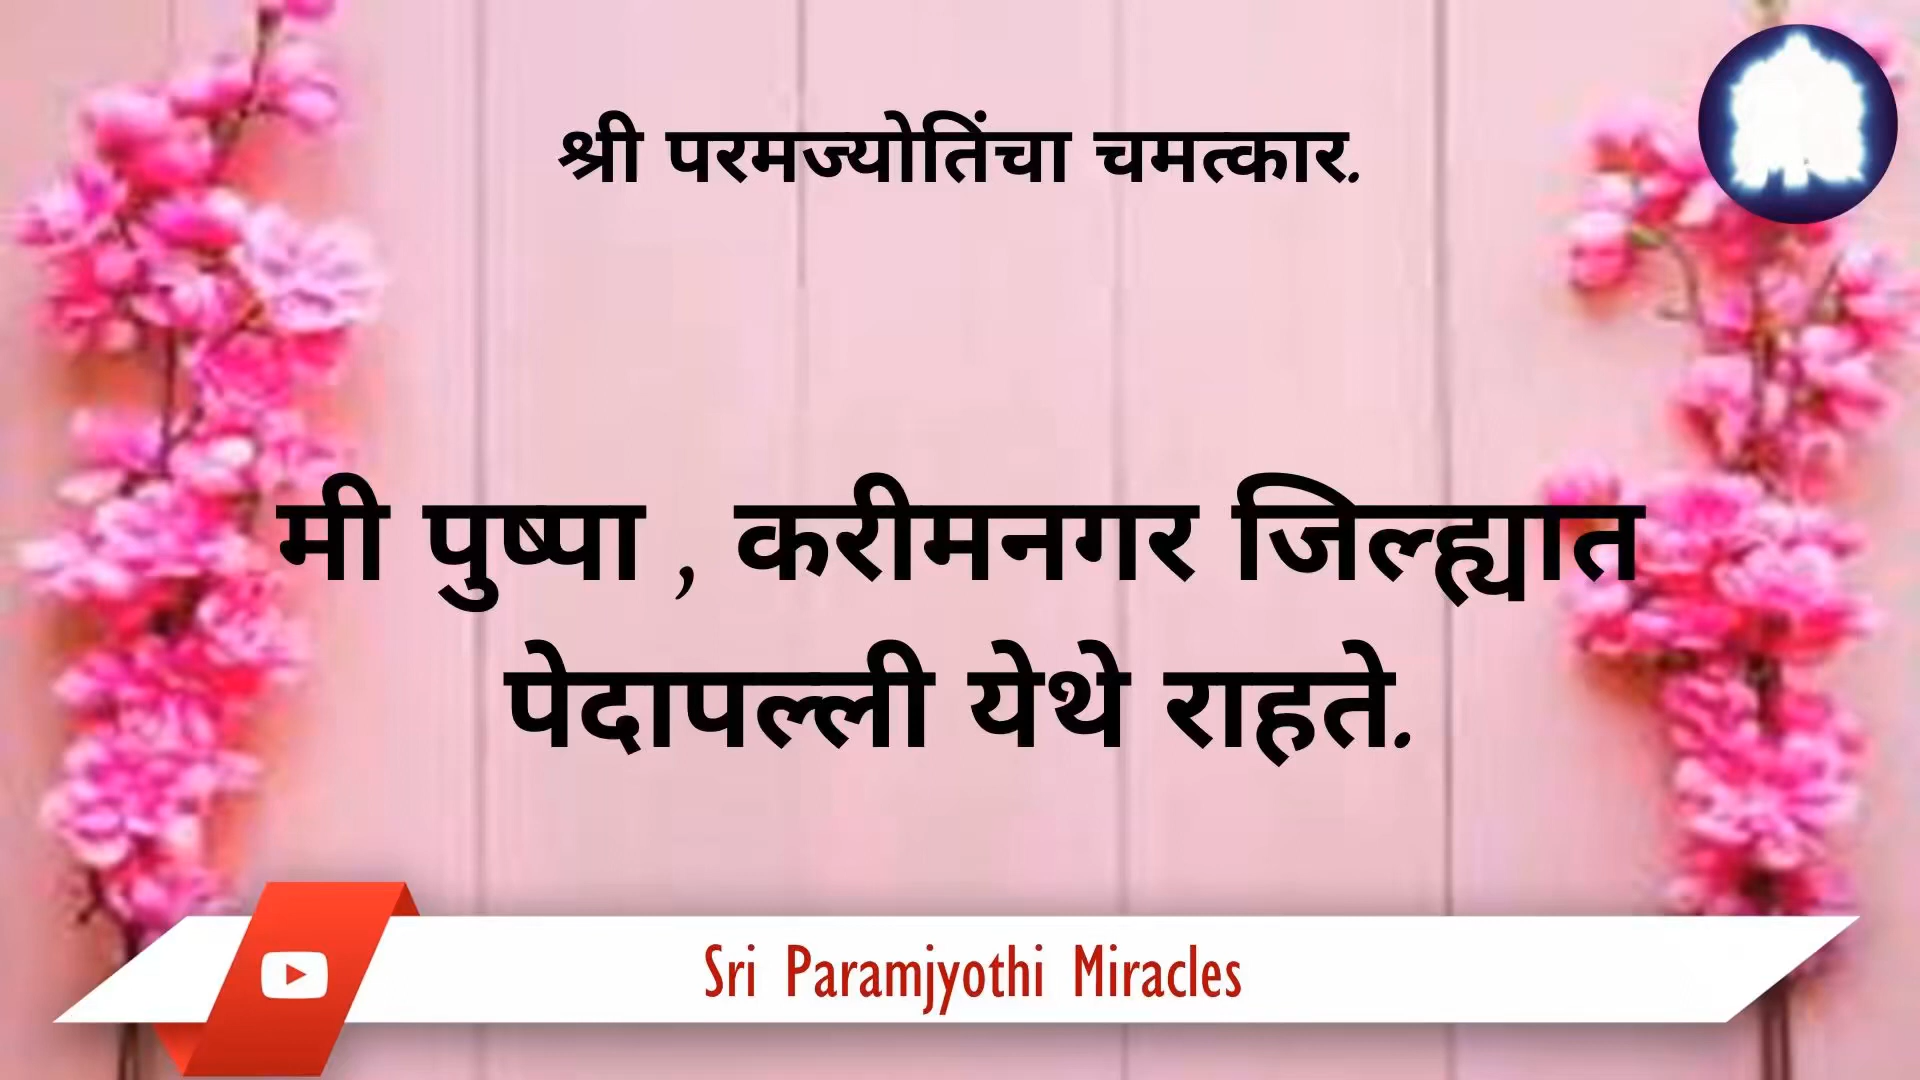 श्री परमज्योतिंचा चमत्कार.
मी पुष्पा , करीमनगर जिल्ह्यात
पेदापल्ली येथे राहते.
Sri Paramjyothi Miracles